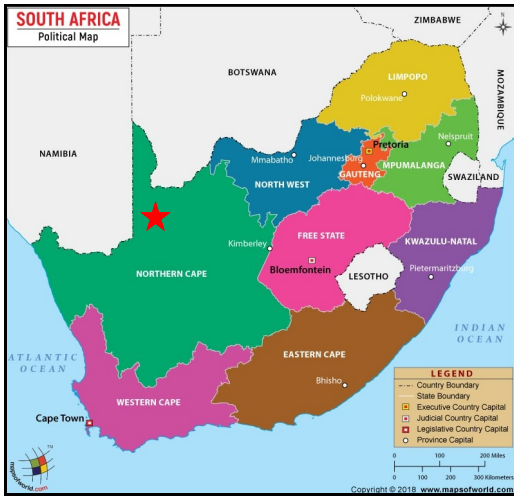 SOUTH AFRICA
Political Map
ZIMBABWE
N
BOTSWANA
MOZAMBIQUE
NAMIBIA
LIMPOPO
Polokwane
Pretoria
Nelspruit
Mmabatho
Johannesburg
NORTH WEST
GAUTENG
MPUMALANGA
SWAZILAND
Kimberley
FREE STATE
KWAZULU-NATAL
Bloemfontein
LESOTHO
Pietermaritzburg
NORTHERN CAPE
ATLANTIC
OCEAN
INDIAN
OCEAN
EASTERN CAPE
Bhisho
WESTERN CAPE
Cape Town
LEGEND
Country Boundary
State Boundary
Executive Country Capital
Judicial Country Capital
Legislative Country Capital
Province Capital
0 100 200 Miles
0 100 200 300 Kilometers
mapsofworld.com
TM
Copyright © 2018 www.mapsofworld.com